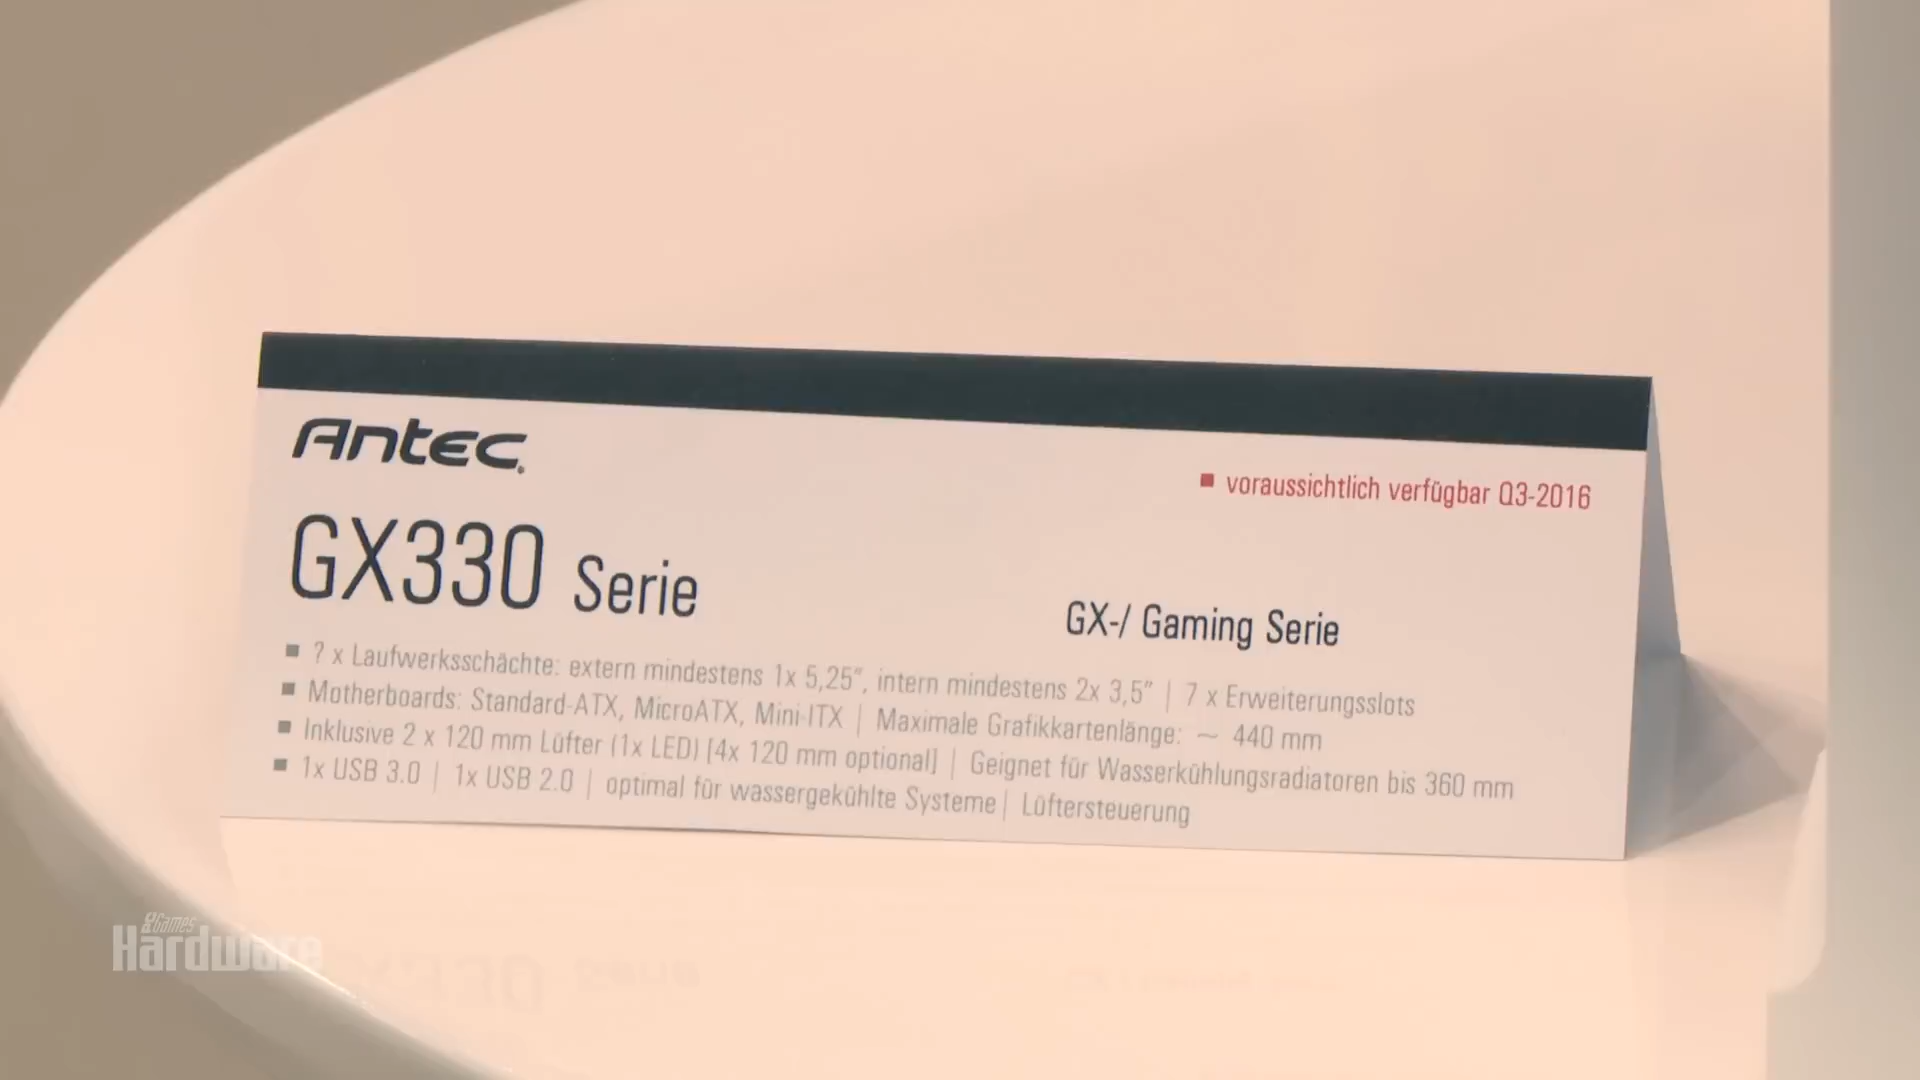 Antec
■ voraussichtlich verfügbar Q3-2016
GX330 Serie
GX-/ Gaming Serie
■ ? x Laufwerksschächte: extern mindestens 1x 5,25", intern mindestens 2x 3,5" | 7 x Erweiterungsslots
■ Motherboards: Standard-ATX, MicroATX, Mini-ITX | Maximale Grafikkartenlänge: ~ 440 mm
■ Inklusive 2 x 120 mm Lüfter (1x LED) [4x 120 mm optional] | Geignet für Wasserkühlungsradiatoren bis 360 mm
■ 1x USB 3.0 | 1x USB 2.0 | optimal für wassergekühlte Systeme | Lüftersteuerung
Games
Hardware